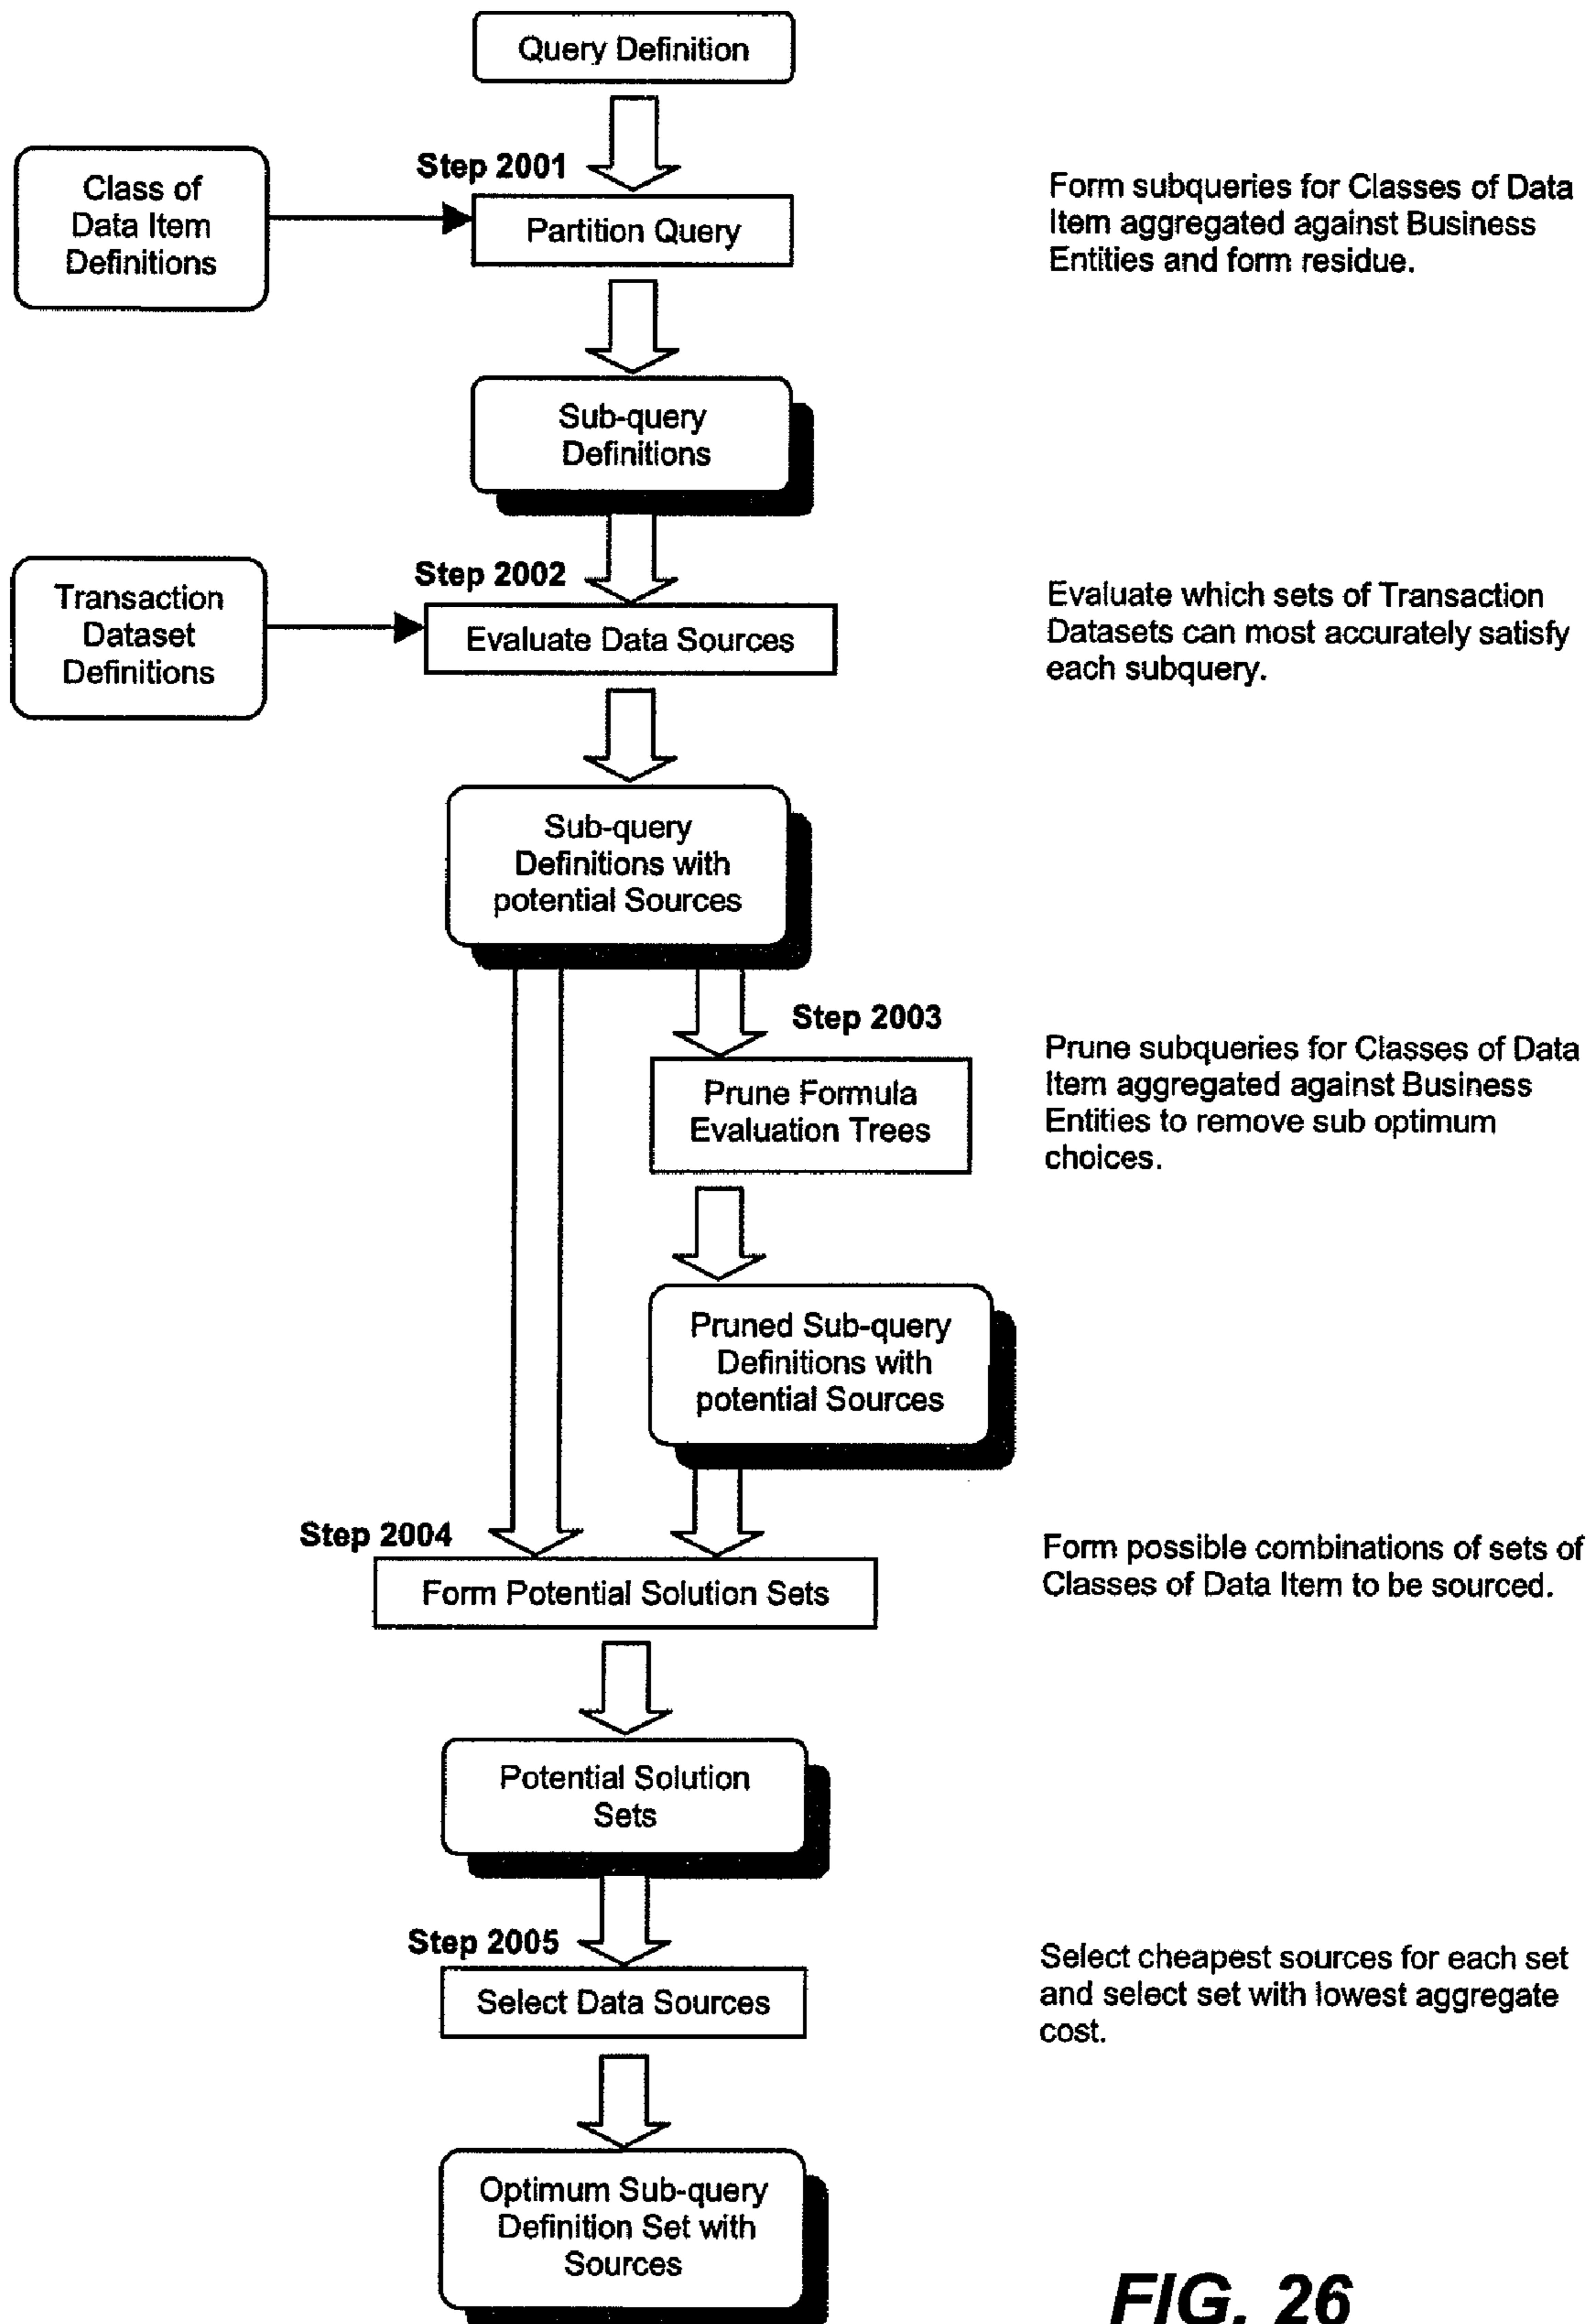 Query Definition
Step 2001
Class of
Data Item
Definitions
Partition Query
Form subqueries for Classes of Data
Item aggregated against Business
Entities and form residue.
Sub-query
Definitions
Step 2002
Transaction
Dataset
Definitions
Evaluate Data Sources
Evaluate which sets of Transaction
Datasets can most accurately satisfy
each subquery.
Sub-query
Definitions with
potential Sources
Step 2003
Prune Formula
Evaluation Trees
Prune subqueries for Classes of Data
Item aggregated against Business
Entities to remove sub optimum
choices.
Pruned Sub-query
Definitions with
potential Sources
Step 2004
Form Potential Solution Sets
Form possible combinations of sets of
Classes of Data Item to be sourced.
Potential Solution
Sets
Step 2005
Select Data Sources
Select cheapest sources for each set
and select set with lowest aggregate
cost.
Optimum Sub-query
Definition Set with
Sources
FIG. 26